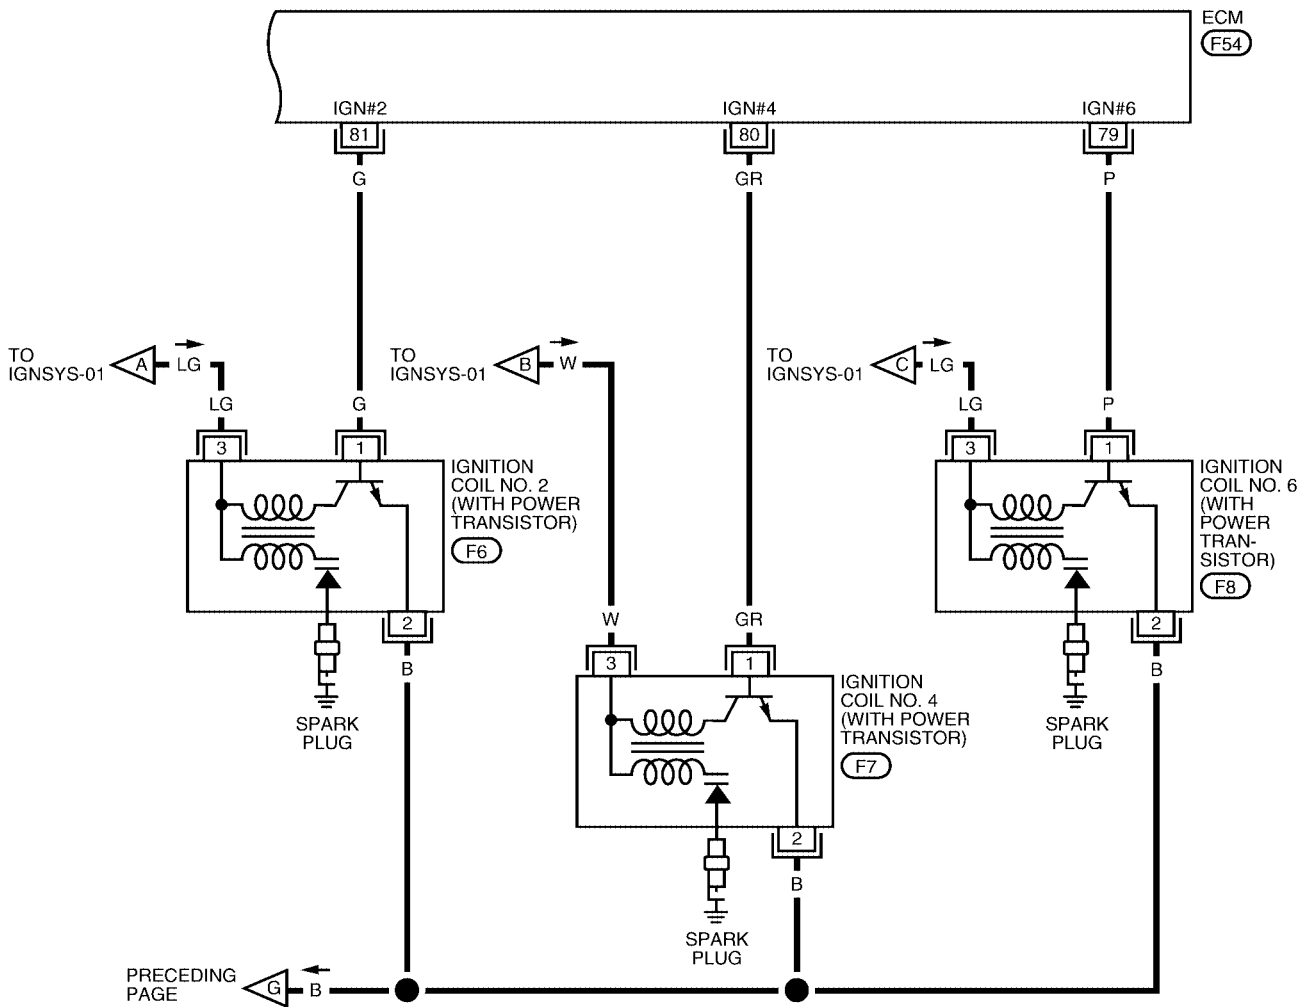 ECM
F54
IGN#2
IGN#4
IGN#6
81
80
79
G
GR
P
TO
IGNSYS-01
A
LG
TO
IGNSYS-01
B
W
TO
IGNSYS-01
C
LG
LG
G
LG
P
3
1
3
1
IGNITION
COIL NO. 2
(WITH POWER
TRANSISTOR)
F6
IGNITION
COIL NO. 6
(WITH
POWER
TRAN-
SISTOR)
F8
W
GR
2
2
3
1
B
B
IGNITION
COIL NO. 4
(WITH POWER
TRANSISTOR)
F7
SPARK
PLUG
SPARK
PLUG
2
B
SPARK
PLUG
PRECEDING
PAGE
G
B